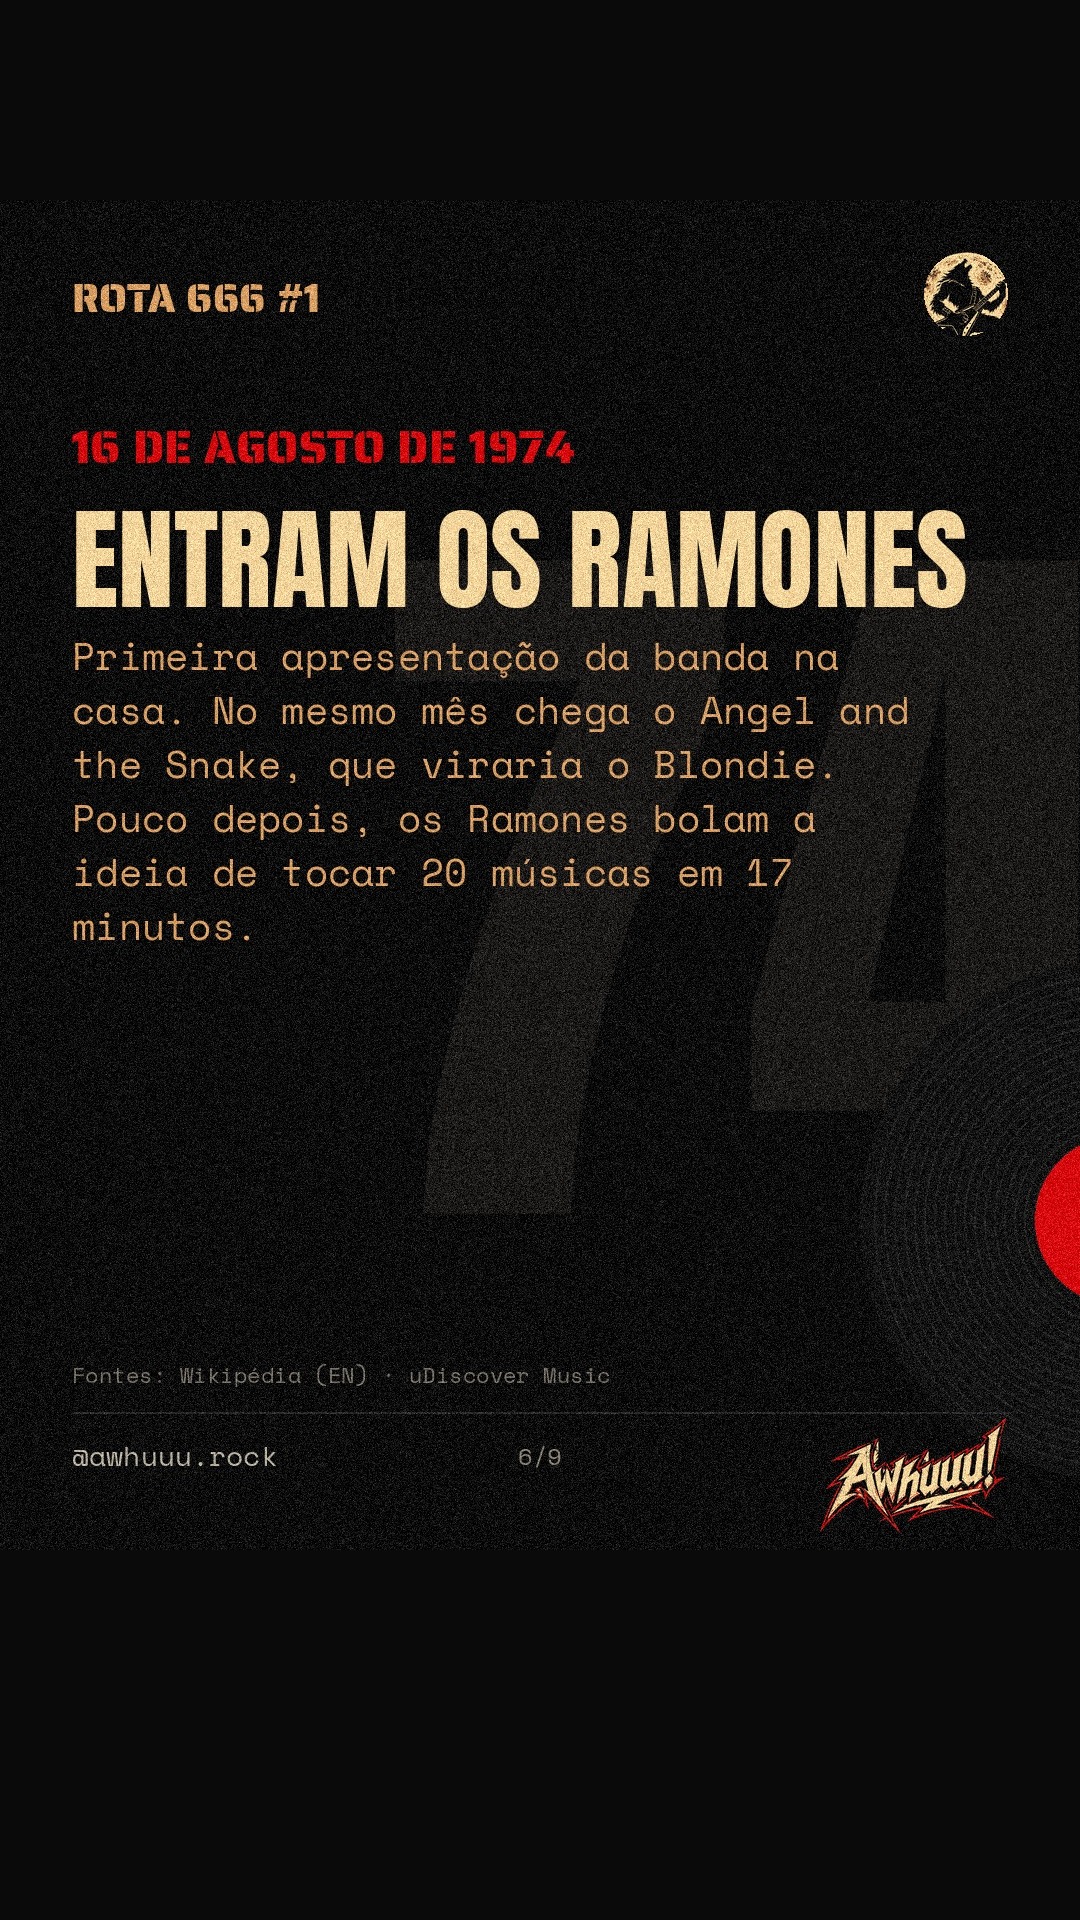 ROTA 666 #1
16 DE AGOSTO DE 1974
ENTRAM OS RAMONES
Primeira apresentação da banda na
casa. No mesmo mês chega o Angel and
the Snake, que viraria o Blondie.
Pouco depois, os Ramones bolam a
ideia de tocar 20 músicas em 17
minutos.
74
Fontes: Wikipédia (EN) · uDiscover Music
@awhuuu.rock
6/9
Awhuuu!